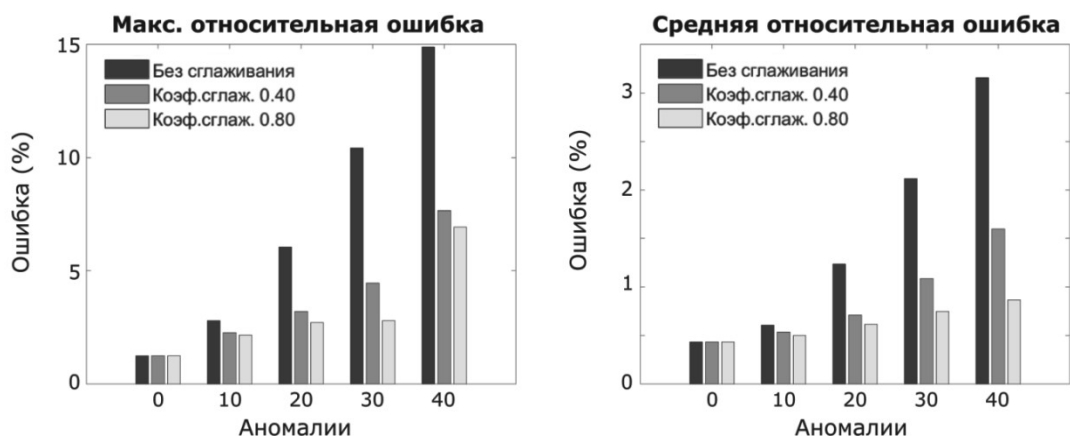 Макс. относительная ошибка
15
10
5
0
Ошибка (%)
Без сглаживания
Коэф.сглаж. 0.40
Коэф.сглаж. 0.80
0 10 20 30 40
Аномалии
Средняя относительная ошибка
3
2
1
0
Ошибка (%)
Без сглаживания
Коэф.сглаж. 0.40
Коэф.сглаж. 0.80
0 10 20 30 40
Аномалии